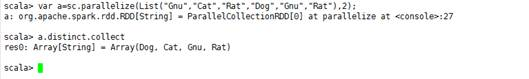 scala> var a=sc.parallelize(List("Gnu","Cat","Rat","Dog","Gnu","Rat"),2);
a: org.apache.spark.rdd.RDD[String] = ParallelCollectionRDD[0] at parallelize at <console>:27
scala> a.distinct.collect
res0: Array[String] = Array(Dog, Cat, Gnu, Rat)
scala>